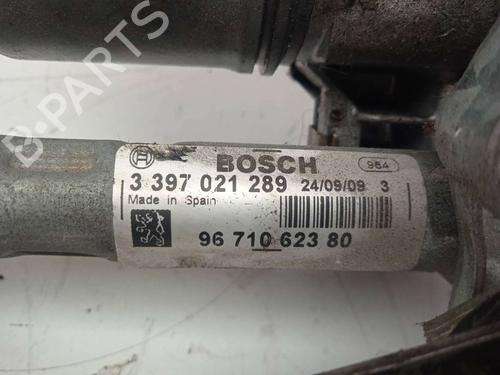 B-PARTS
BOSCH 964
3 397 021 289 24/09/09 3
Made in Spain
96 710 623 80